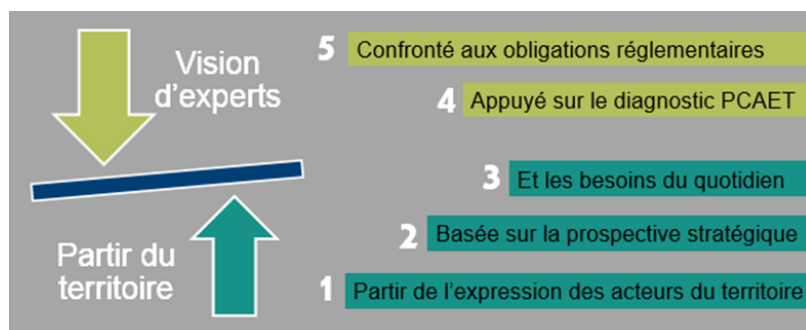 Vision
d'experts
5 Confronté aux obligations réglementaires
4 Appuyé sur le diagnostic PCAET
3 Et les besoins du quotidien
2 Basée sur la prospective stratégique
Partir du
territoire
1 Partir de l'expression des acteurs du territoire